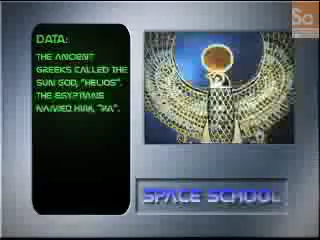 DATA:
THE ANCIENT
GREEKS CALLED THE
SUN GOD, "HELIOS".
THE EGYPTIANS
NAMED HIM, "RA".
SPACE SCHOOL